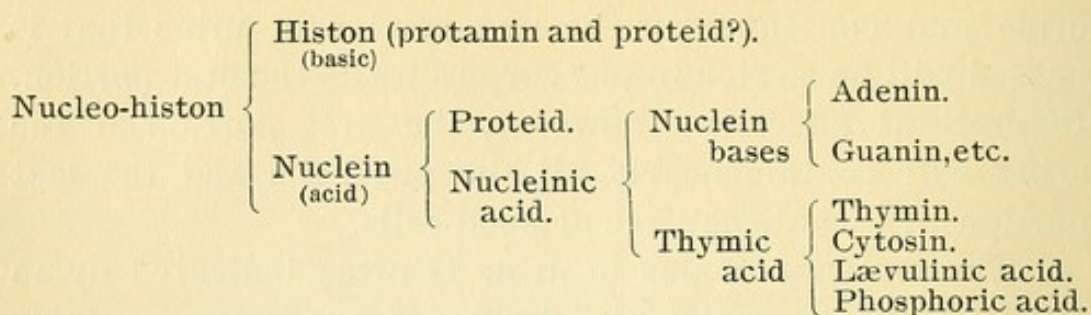 Histon (protamin and proteid?).
(basic)
Nucleo-histon
Nuclein
(acid)
Proteid.
Nucleinic
acid.
Nuclein
bases
Adenin.
Guanin, etc.
Thymic
acid
Thymin.
Cytosin.
Lævulinic acid.
Phosphoric acid.